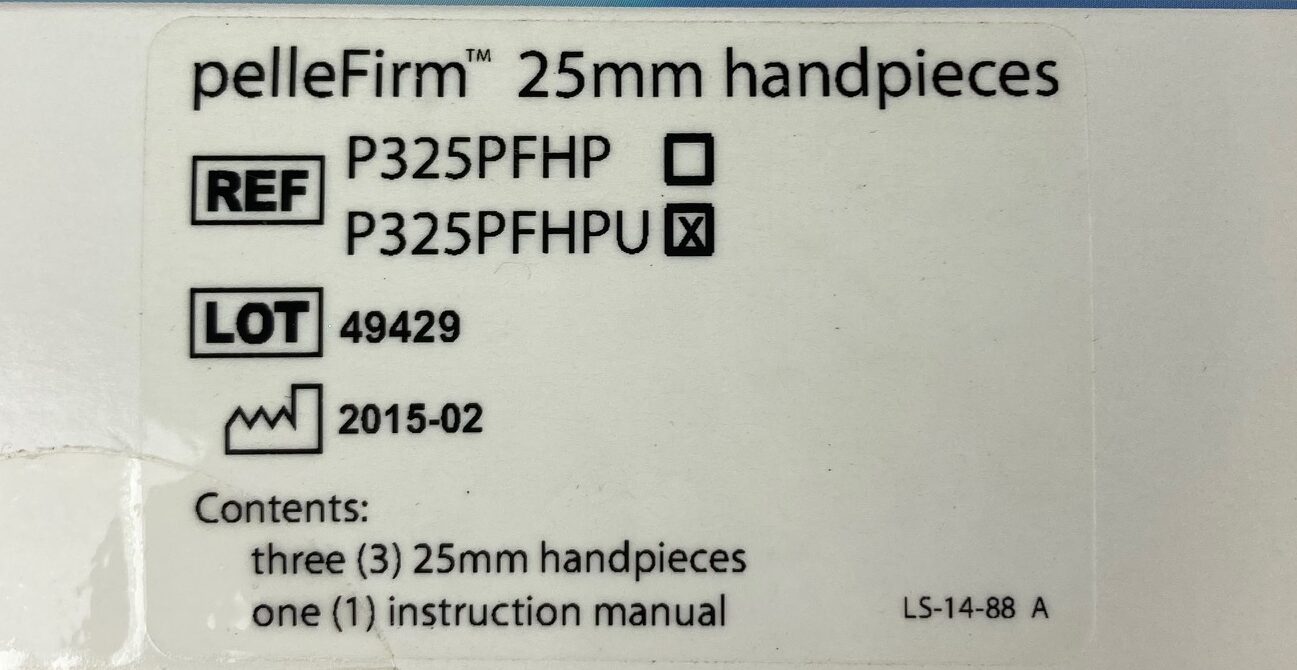 pelleFirm™ 25mm handpieces
REF P325PFHP
P325PFHPU X
LOT 49429
2015-02
Contents:
three (3) 25mm handpieces
one (1) instruction manual
LS-14-88 A